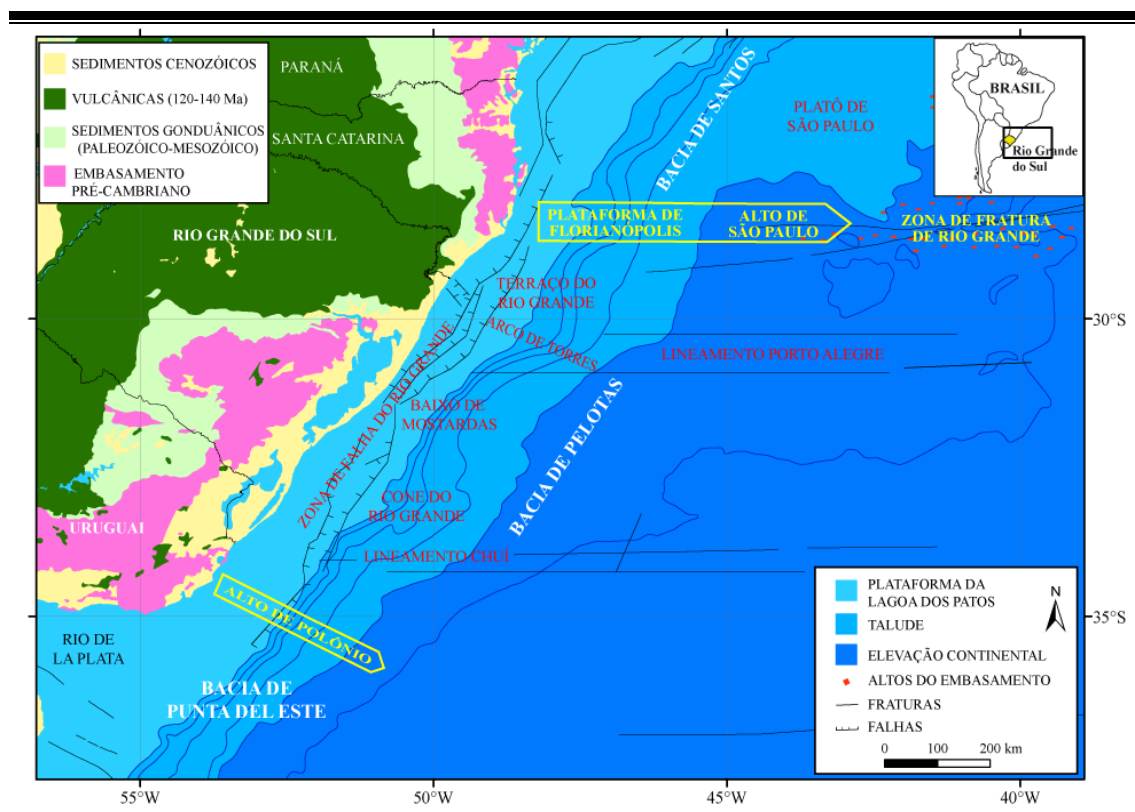 SEDIMENTOS CENOZÓICOS
VULCÂNICAS (120-140 Ma)
SEDIMENTOS GONDUÂNICOS
(PALEOZÓICO-MESOZÓICO)
EMBASAMENTO
PRÉ-CAMBRIANO
PARANÁ
SANTA CATARINA
RIO GRANDE DO SUL
URUGUAI
RIO DE
LA PLATA
BACIA DE SANTOS
PLATÔ DE
SÃO PAULO
BRASIL
Rio Grande
do Sul
PLATAFORMA DE
FLORIANÓPOLIS
ALTO DE
SÃO PAULO
ZONA DE FRATURA
DE RIO GRANDE
TERRAÇO DO
RIO GRANDE
ARCO DE TORRES
LINEAMENTO PORTO ALEGRE
ZONA DE FALHA DO RIO GRANDE
BAIXO DE
MOSTARDAS
BACIA DE PELOTAS
CONE DO
RIO GRANDE
LINEAMENTO CHUÍ
ALTO DE POLÔNIO
BACIA DE
PUNTA DEL ESTE
30°S
35°S
PLATAFORMA DA
LAGOA DOS PATOS
TALUDE
ELEVAÇÃO CONTINENTAL
ALTOS DO EMBASAMENTO
FRATURAS
FALHAS
N
0 100 200 km
55°W
50°W
45°W
40°W